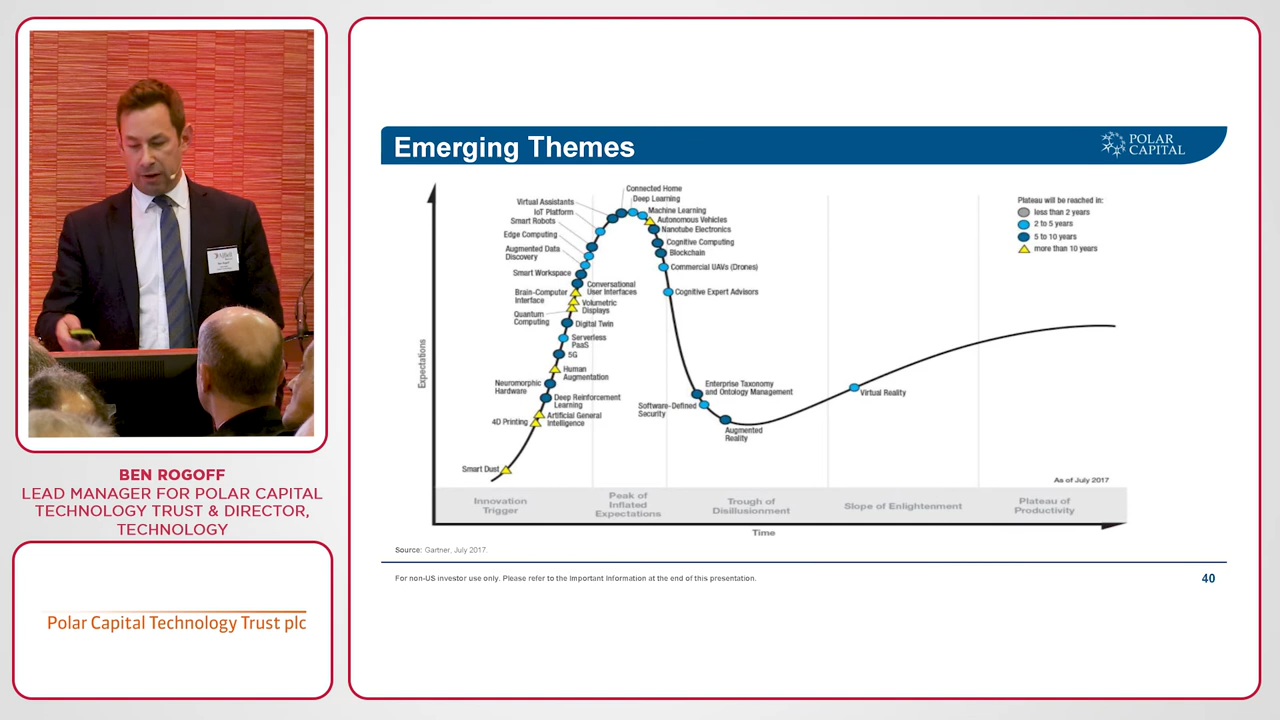 BEN ROGOFF
LEAD MANAGER FOR POLAR CAPITAL
TECHNOLOGY TRUST & DIRECTOR,
TECHNOLOGY
Polar Capital Technology Trust plc
Emerging Themes
POLAR
CAPITAL
Expectations
Connected Home
Deep Learning
Virtual Assistants
IoT Platform
Machine Learning
Smart Robots
Autonomous Vehicles
Nanotube Electronics
Edge Computing
Cognitive Computing
Augmented Data
Discovery
Blockchain
Commercial UAVs (Drones)
Smart Workspace
Conversational
User Interfaces
Cognitive Expert Advisors
Brain-Computer
Interface
Volumetric
Displays
Quantum
Computing
Digital Twin
Serverless
PaaS
5G
Human
Augmentation
Neuromorphic
Hardware
Deep Reinforcement
Learning
Artificial General
Intelligence
4D Printing
Smart Dust
Enterprise Taxonomy
and Ontology Management
Software-Defined
Security
Augmented
Reality
Virtual Reality
Plateau will be reached in:
less than 2 years
2 to 5 years
5 to 10 years
more than 10 years
As of July 2017
Innovation
Trigger
Peak of
Inflated
Expectations
Trough of
Disillusionment
Slope of Enlightenment
Plateau of
Productivity
Time
Source: Gartner, July 2017.
For non-US investor use only. Please refer to the Important Information at the end of this presentation.
40